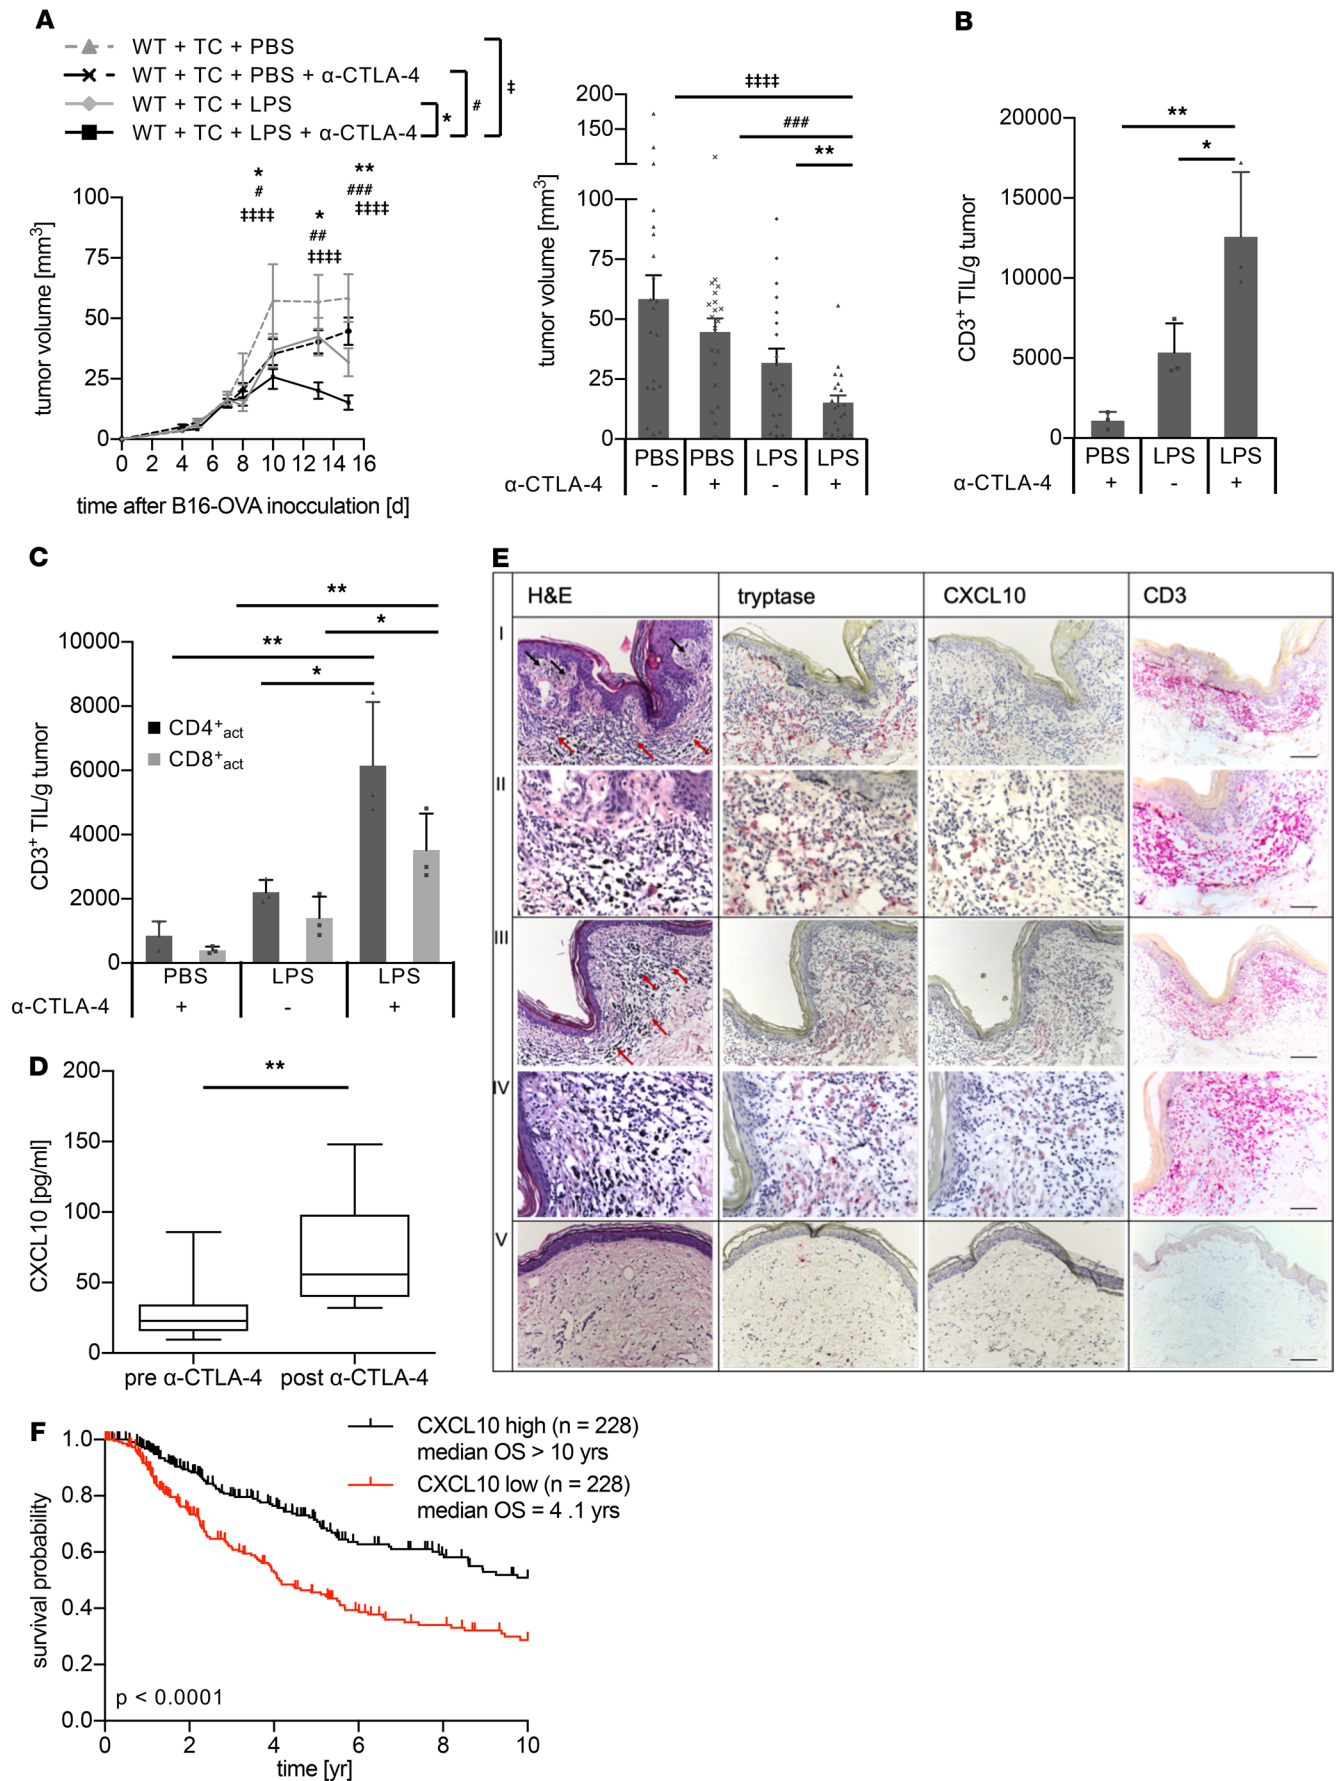 A
WT + TC + PBS
WT + TC + PBS + α-CTLA-4
WT + TC + LPS
WT + TC + LPS + α-CTLA-4
* # ‡
* **
# ###
‡‡‡‡ ‡‡‡‡
*
##
‡‡‡‡
100
75
50
25
0
tumor volume [mm³]
0 2 4 6 8 10 12 14 16
time after B16-OVA inocculation [d]
‡‡‡‡
###
**
200
150
100
75
50
25
0
tumor volume [mm³]
PBS PBS LPS LPS
α-CTLA-4 - + - +
B
**
*
20000
15000
10000
5000
0
CD3⁺ TIL/g tumor
PBS LPS LPS
α-CTLA-4 + - +
C
**
*
**
*
10000
8000
6000
4000
2000
0
CD3⁺ TIL/g tumor
CD4⁺act
CD8⁺act
PBS LPS LPS
α-CTLA-4 + - +
D
**
200
150
100
50
0
CXCL10 [pg/ml]
pre α-CTLA-4 post α-CTLA-4
E
H&E tryptase CXCL10 CD3
I
II
III
IV
V
F
CXCL10 high (n = 228)
median OS > 10 yrs
CXCL10 low (n = 228)
median OS = 4 .1 yrs
1.0
0.8
0.6
0.4
0.2
0.0
survival probability
p < 0.0001
0 2 4 6 8 10
time [yr]